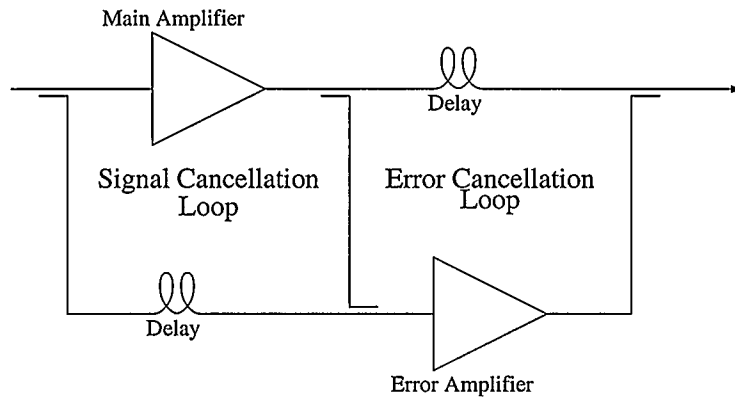 Main Amplifier
Delay
Signal Cancellation
Loop
Error Cancellation
Loop
Delay
Error Amplifier